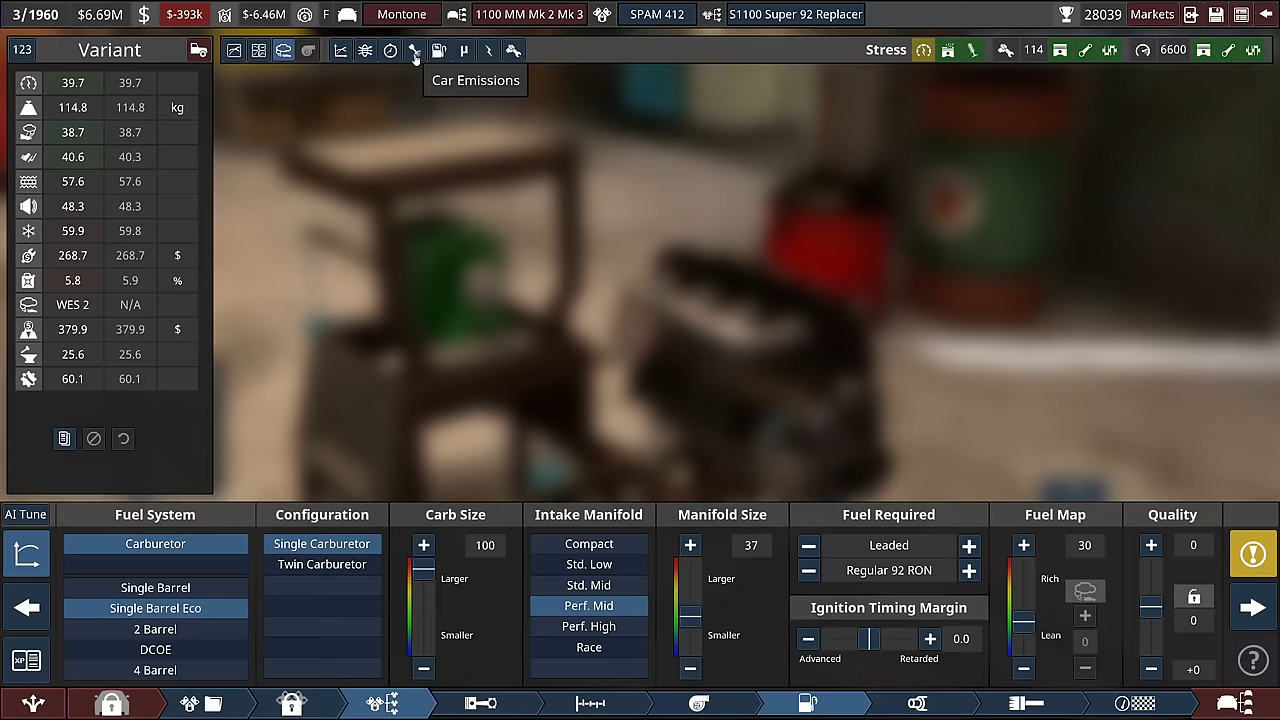 3/1960 $6.69M $-393k $-6.46M F Montone 1100 MM Mk 2 Mk 3 SPAM 412 S1100 Super 92 Replacer 28039 Markets
123 Variant Stress 114 6600
Car Emissions
39.7 39.7
114.8 114.8 kg
38.7 38.7
40.6 40.3
57.6 57.6
48.3 48.3
59.9 59.8
268.7 268.7 $
5.8 5.9 %
WES 2 N/A
379.9 379.9 $
25.6 25.6
60.1 60.1
AI Tune Fuel System Configuration Carb Size Intake Manifold Manifold Size Fuel Required Fuel Map Quality
Carburetor Single Carburetor 100 Compact 37 Leaded 30 0
Twin Carburetor Std. Low Regular 92 RON
Single Barrel Larger Std. Mid Larger Rich
Single Barrel Eco Perf. Mid Ignition Timing Margin
2 Barrel Smaller Perf. High Smaller Lean 0 0
DCOE Race 0.0
4 Barrel Advanced Retarded +0
XP